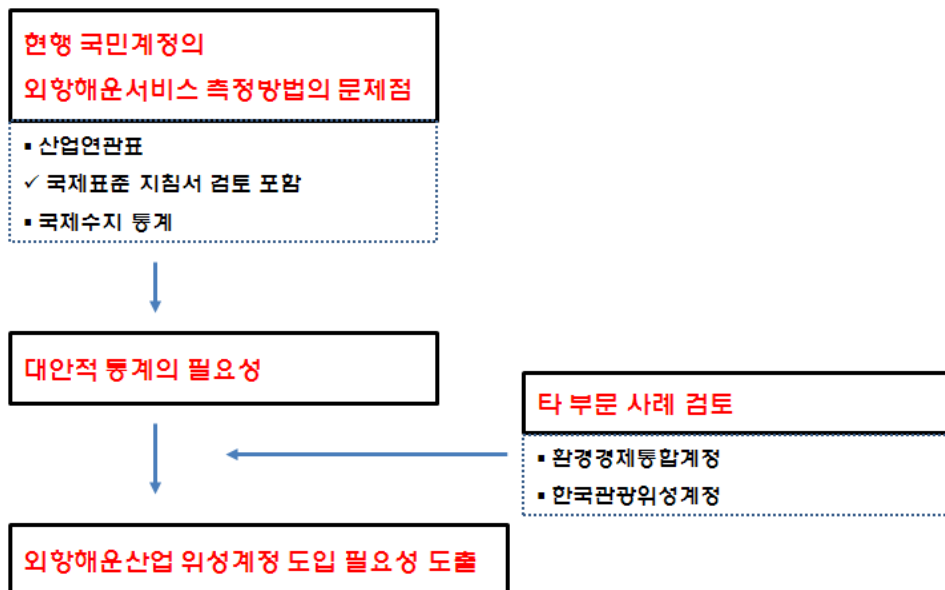 현행 국민계정의
외항해운서비스 측정방법의 문제점
▪ 산업연관표
✓ 국제표준 지침서 검토 포함
▪ 국제수지 통계
대안적 통계의 필요성
타 부문 사례 검토
▪ 환경경제통합계정
▪ 한국관광위성계정
외항해운산업 위성계정 도입 필요성 도출